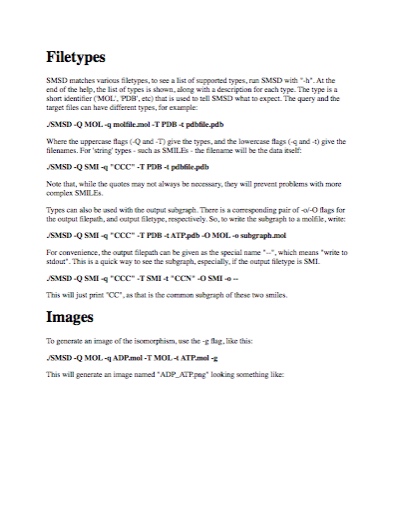 Filetypes
SMSD matches various filetypes, to see a list of supported types, run SMSD with "-h". At the
end of the help, the list of types is shown, along with a description for each type. The type is a
short identifier ('MOL', 'PDB', etc) that is used to tell SMSD what to expect. The query and the
target files can have different types, for example:
./SMSD -Q MOL -q molfile.mol -T PDB -t pdbfile.pdb
Where the uppercase flags (-Q and -T) give the types, and the lowercase flags (-q and -t) give the
filenames. For 'string' types - such as SMILEs - the filename will be the data itself:
./SMSD -Q SMI -q "CCC" -T PDB -t pdbfile.pdb
Note that, while the quotes may not always be necessary, they will prevent problems with more
complex SMILEs.
Types can also be used with the output subgraph. There is a corresponding pair of -o/-O flags for
the output filepath, and output filetype, respectively. So, to write the subgraph to a molfile, write:
./SMSD -Q SMI -q "CCC" -T PDB -t ATP.pdb -O MOL -o subgraph.mol
For convenience, the output filepath can be given as the special name "--", which means "write to
stdout". This is a quick way to see the subgraph, especially, if the output filetype is SMI.
./SMSD -Q SMI -q "CCC" -T SMI -t "CCN" -O SMI -o --
This will just print "CC", as that is the common subgraph of these two smiles.
Images
To generate an image of the isomorphism, use the -g flag, like this:
./SMSD -Q MOL -q ADP.mol -T MOL -t ATP.mol -g
This will generate an image named "ADP_ATP.png" looking something like: